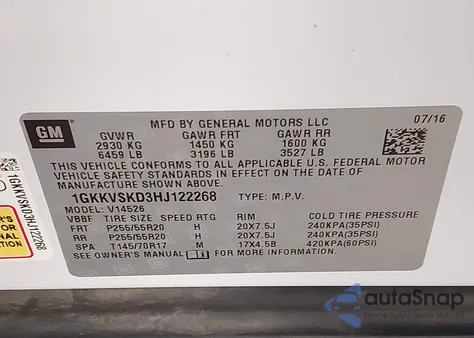 GM
MFD BY GENERAL MOTORS LLC 07/16
GVWR GAWR FRT GAWR RR
2930 KG 1450 KG 1600 KG
6459 LB 3196 LB 3527 LB
THIS VEHICLE CONFORMS TO ALL APPLICABLE U.S. FEDERAL MOTOR
VEHICLE SAFETY STANDARDS IN EFFECT ON THE DATE OF
MANUFACTURE SHOWN ABOVE.
1GKKVSKD3HJ122268 TYPE: M.P.V.
MODEL: V14526
VBBF TIRE SIZE SPEED RTG RIM COLD TIRE PRESSURE
FRT P255/55R20 H 20X7.5J 240KPA(35PSI)
RR P255/55R20 H 20X7.5J 240KPA(35PSI)
SPA T145/70R17 M 17X4.5B 420KPA(60PSI)
SEE OWNER'S MANUAL FOR MORE INFORMATION
1GKKVSKD3HJ122268
autoSnap